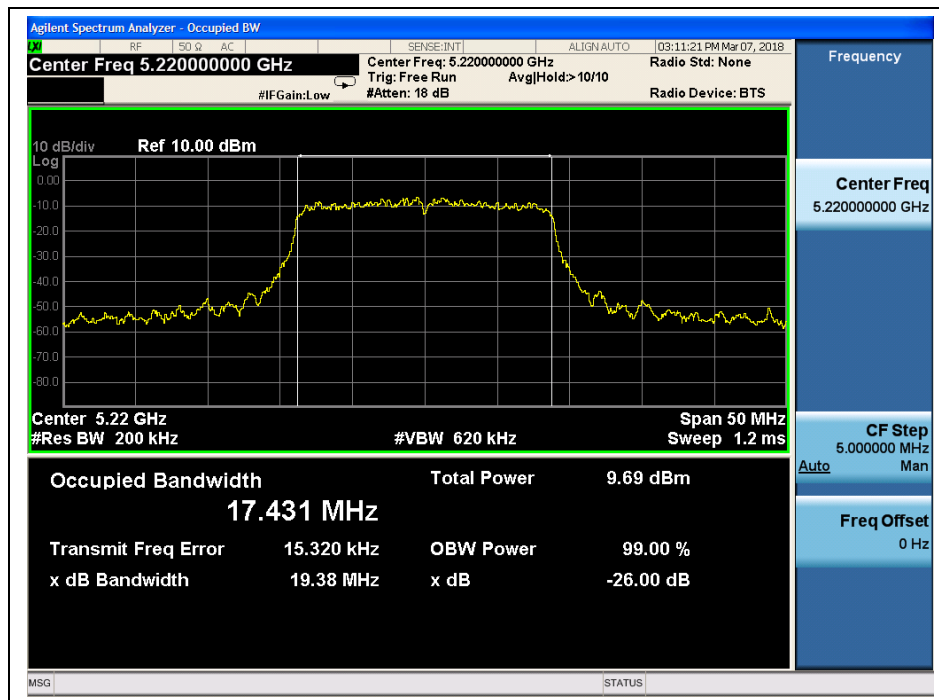 Agilent Spectrum Analyzer - Occupied BW
LXI RF 50 Ω AC SENSE:INT ALIGN AUTO 03:11:21 PM Mar 07, 2018
Center Freq 5.220000000 GHz Center Freq: 5.220000000 GHz Radio Std: None
Trig: Free Run Avg|Hold:> 10/10
#IFGain:Low #Atten: 18 dB Radio Device: BTS
Frequency
10 dB/div Ref 10.00 dBm
Log
0.00
-10.0
-20.0
-30.0
-40.0
-50.0
-60.0
-70.0
-80.0
Center 5.22 GHz Span 50 MHz
#Res BW 200 kHz #VBW 620 kHz Sweep 1.2 ms
Occupied Bandwidth Total Power 9.69 dBm
17.431 MHz
Transmit Freq Error 15.320 kHz OBW Power 99.00 %
x dB Bandwidth 19.38 MHz x dB -26.00 dB
Center Freq
5.220000000 GHz
CF Step
5.000000 MHz
Auto Man
Freq Offset
0 Hz
MSG STATUS